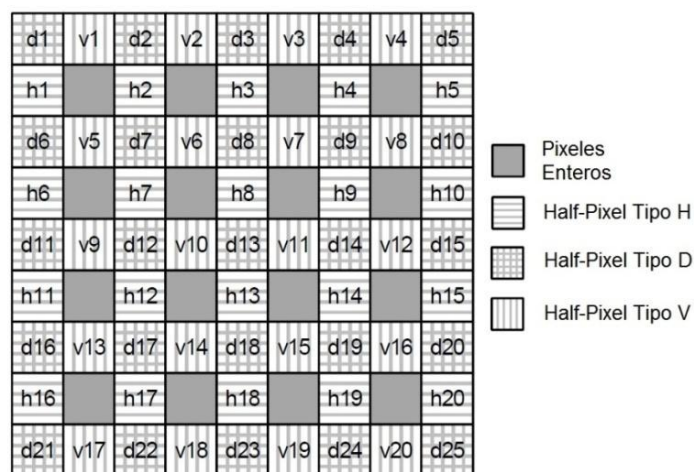 d1 v1 d2 v2 d3 v3 d4 v4 d5
h1 h2 h3 h4 h5
d6 v5 d7 v6 d8 v7 d9 v8 d10
h6 h7 h8 h9 h10
d11 v9 d12 v10 d13 v11 d14 v12 d15
h11 h12 h13 h14 h15
d16 v13 d17 v14 d18 v15 d19 v16 d20
h16 h17 h18 h19 h20
d21 v17 d22 v18 d23 v19 d24 v20 d25
Pixeles
Enteros
Half-Pixel Tipo H
Half-Pixel Tipo D
Half-Pixel Tipo V